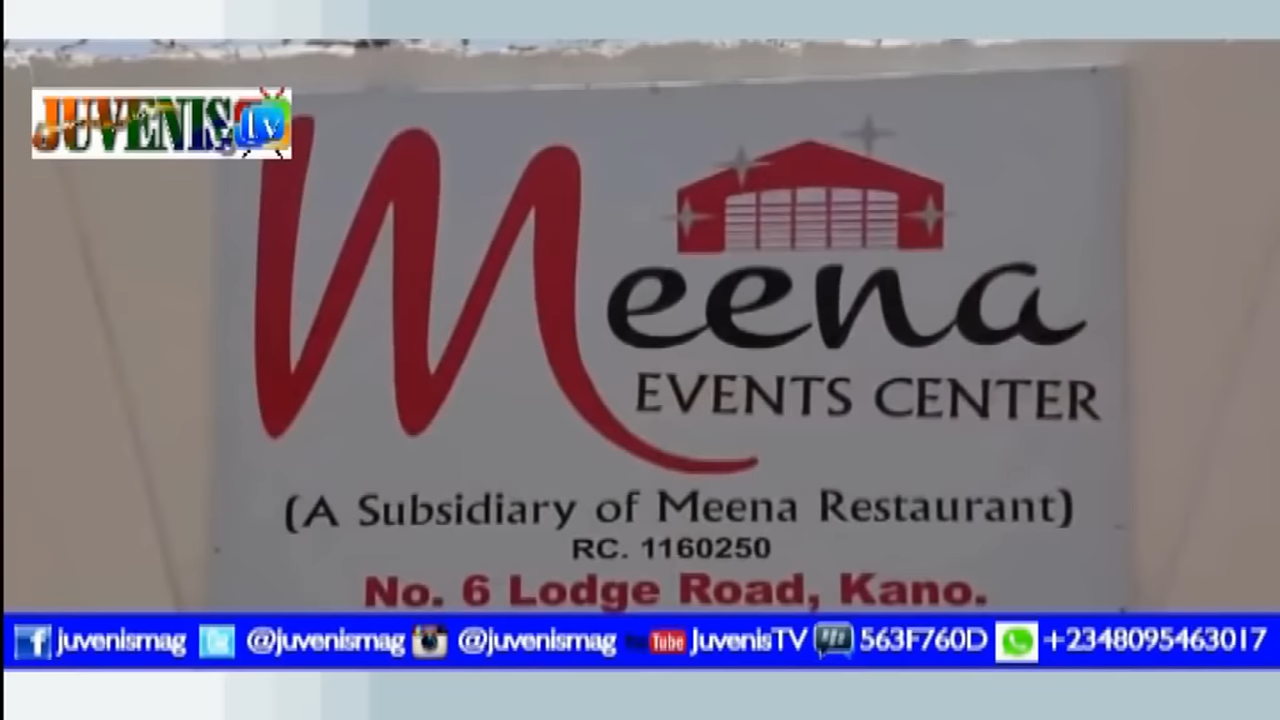 JUVENIS tv
Meena
EVENTS CENTER
(A Subsidiary of Meena Restaurant)
RC. 1160250
No. 6 Lodge Road, Kano.
juvenismag @juvenismag @juvenismag YouTube JuvenisTV 563F760D +2348095463017